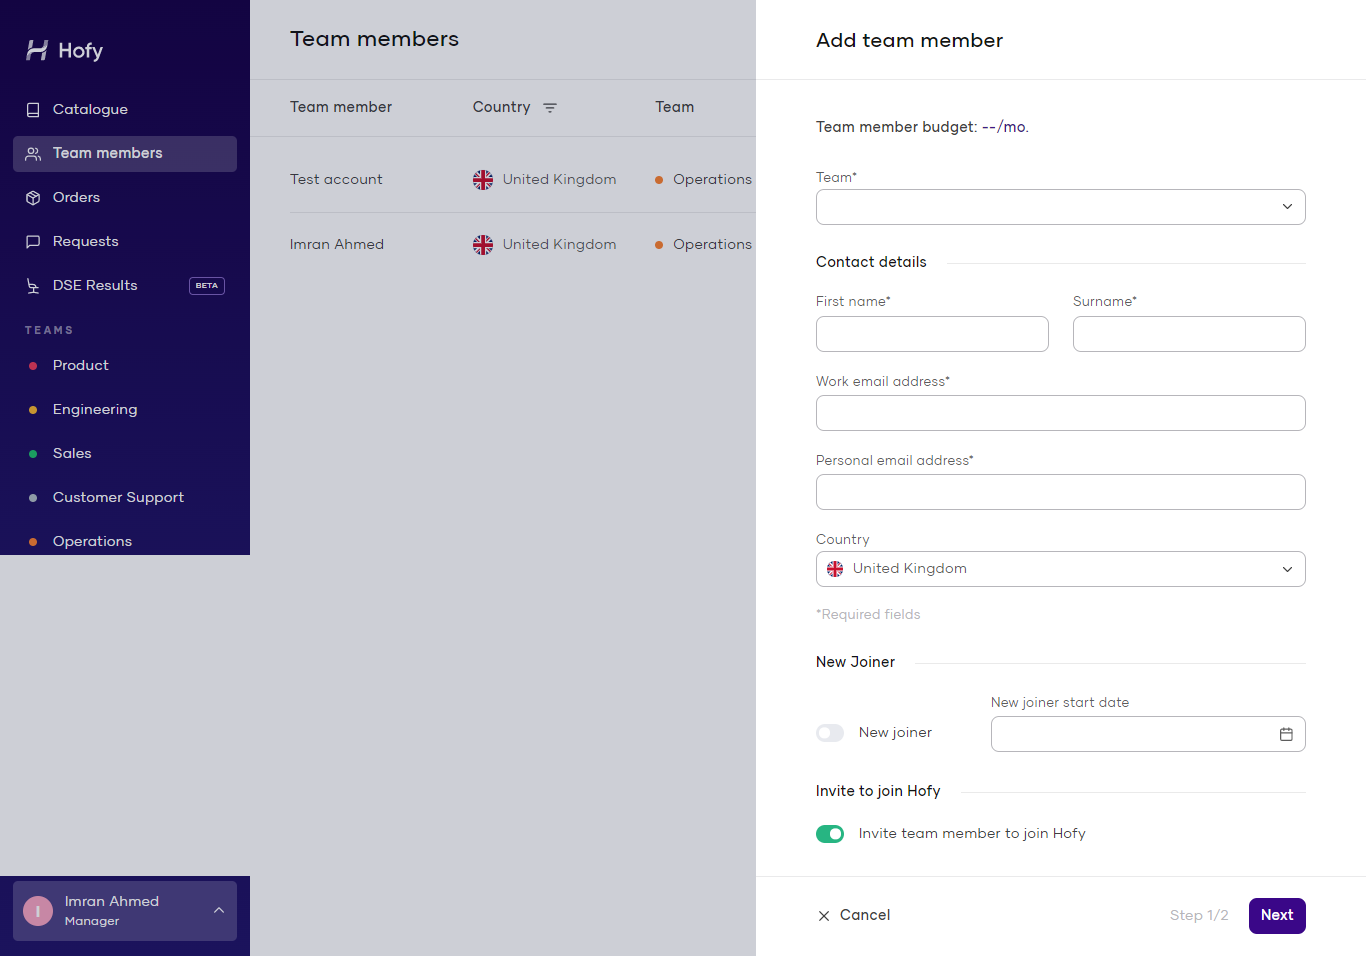 Hofy
Catalogue
Team members
Orders
Requests
DSE Results BETA
TEAMS
Product
Engineering
Sales
Customer Support
Operations
Imran Ahmed
Manager
I
Team members
Team member Country Team
Test account United Kingdom Operations
Imran Ahmed United Kingdom Operations
Add team member
Team member budget: --/mo.
Team*
Contact details
First name* Surname*
Work email address*
Personal email address*
Country
United Kingdom
*Required fields
New Joiner
New joiner start date
New joiner
Invite to join Hofy
Invite team member to join Hofy
Cancel Step 1/2 Next